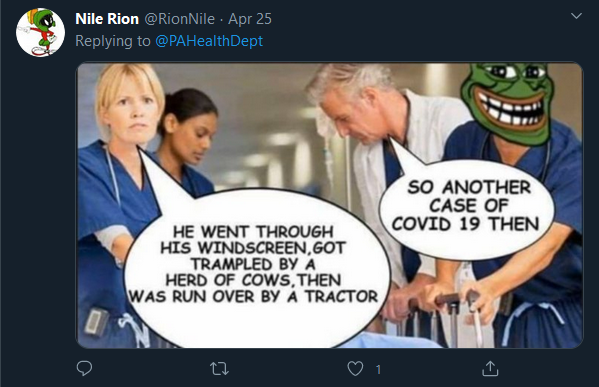 Nile Rion @RionNile · Apr 25
Replying to @PAHealthDept
SO ANOTHER
CASE OF
COVID 19 THEN
HE WENT THROUGH
HIS WINDSCREEN,GOT
TRAMPLED BY A
HERD OF COWS,THEN
WAS RUN OVER BY A TRACTOR
1